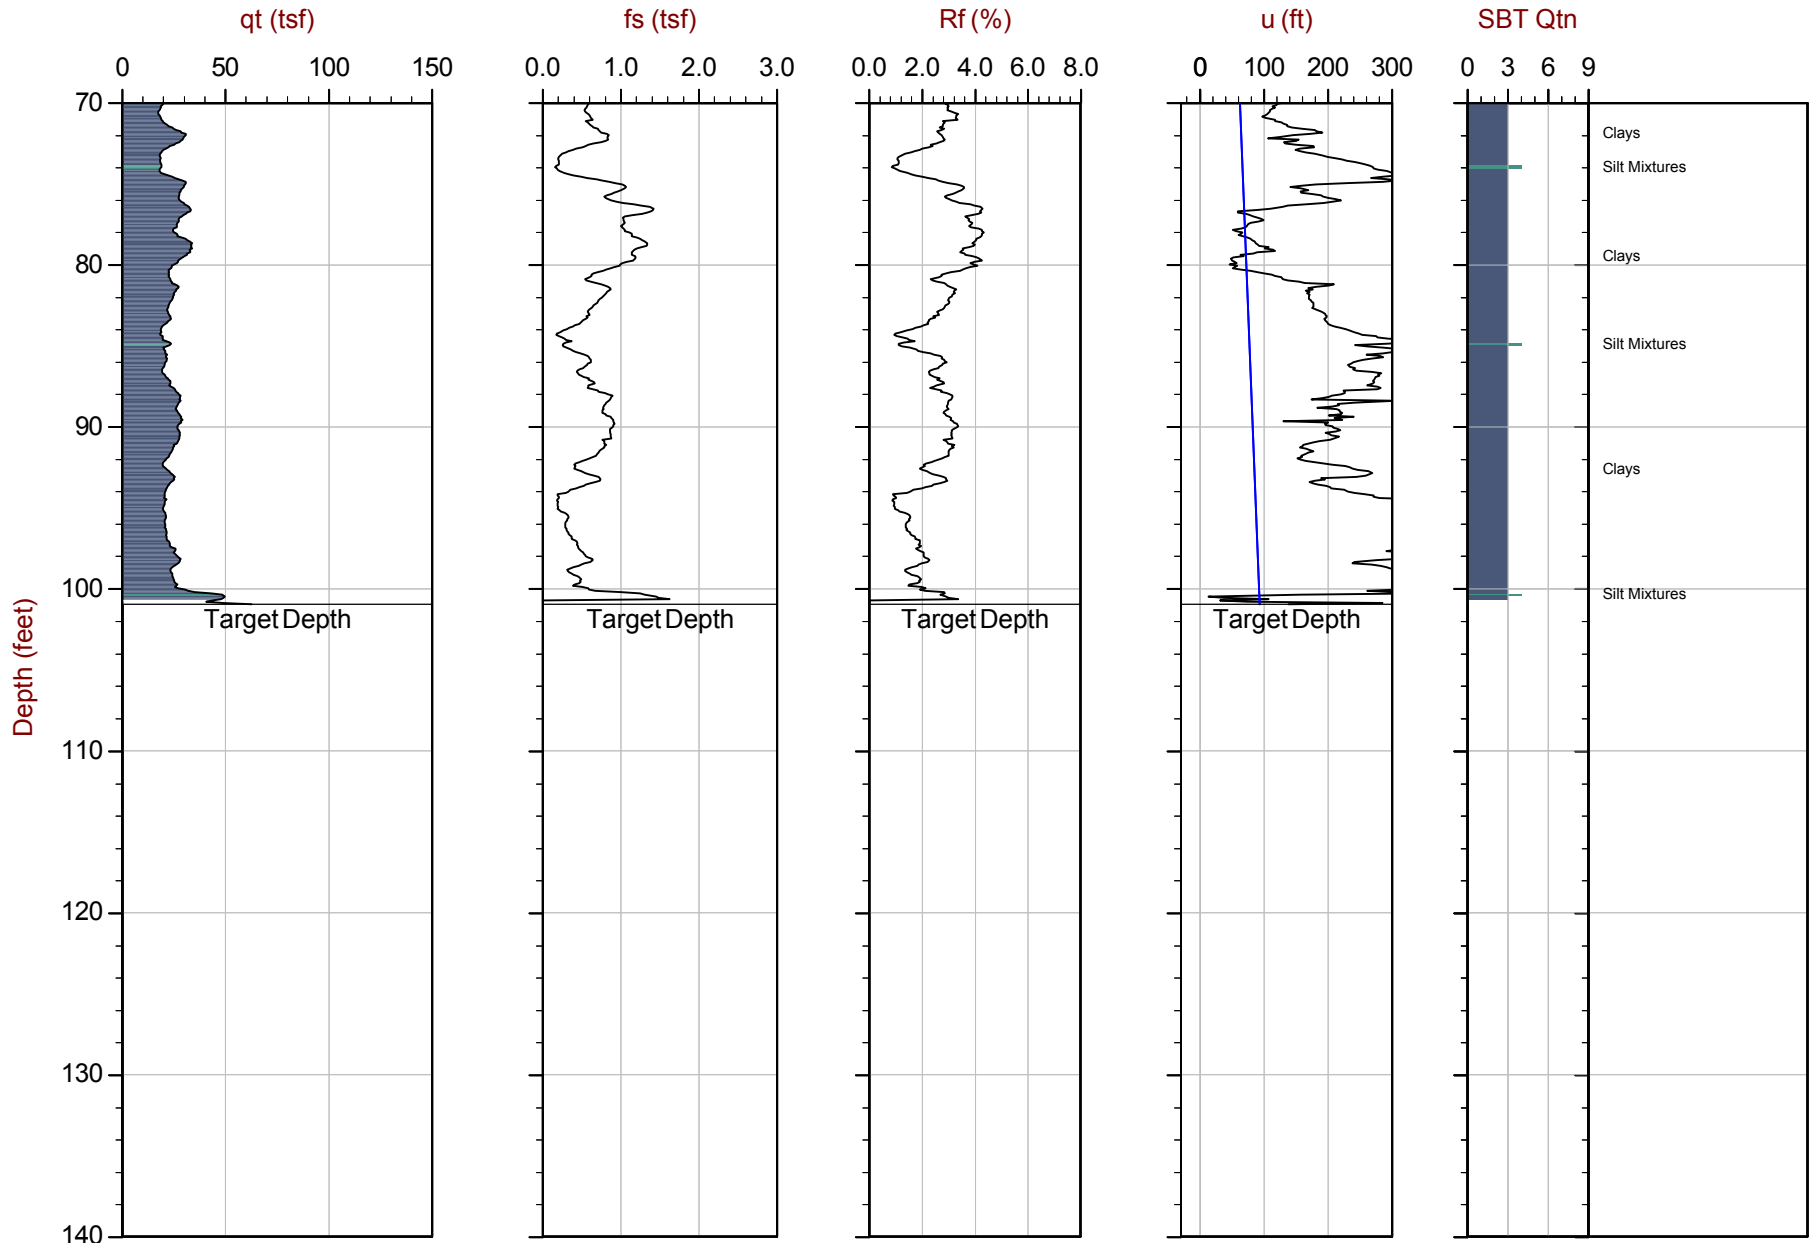 qt (tsf) fs (tsf) Rf (%) u (ft) SBT Qtn
0 50 100 150 0.0 1.0 2.0 3.0 0.0 2.0 4.0 6.0 8.0 0 100 200 300 0 3 6 9
70
Clays
Silt Mixtures
Clays
80
Silt Mixtures
90
Clays
100
Silt Mixtures
Target Depth Target Depth Target Depth Target Depth
Depth (feet)
110
120
130
140